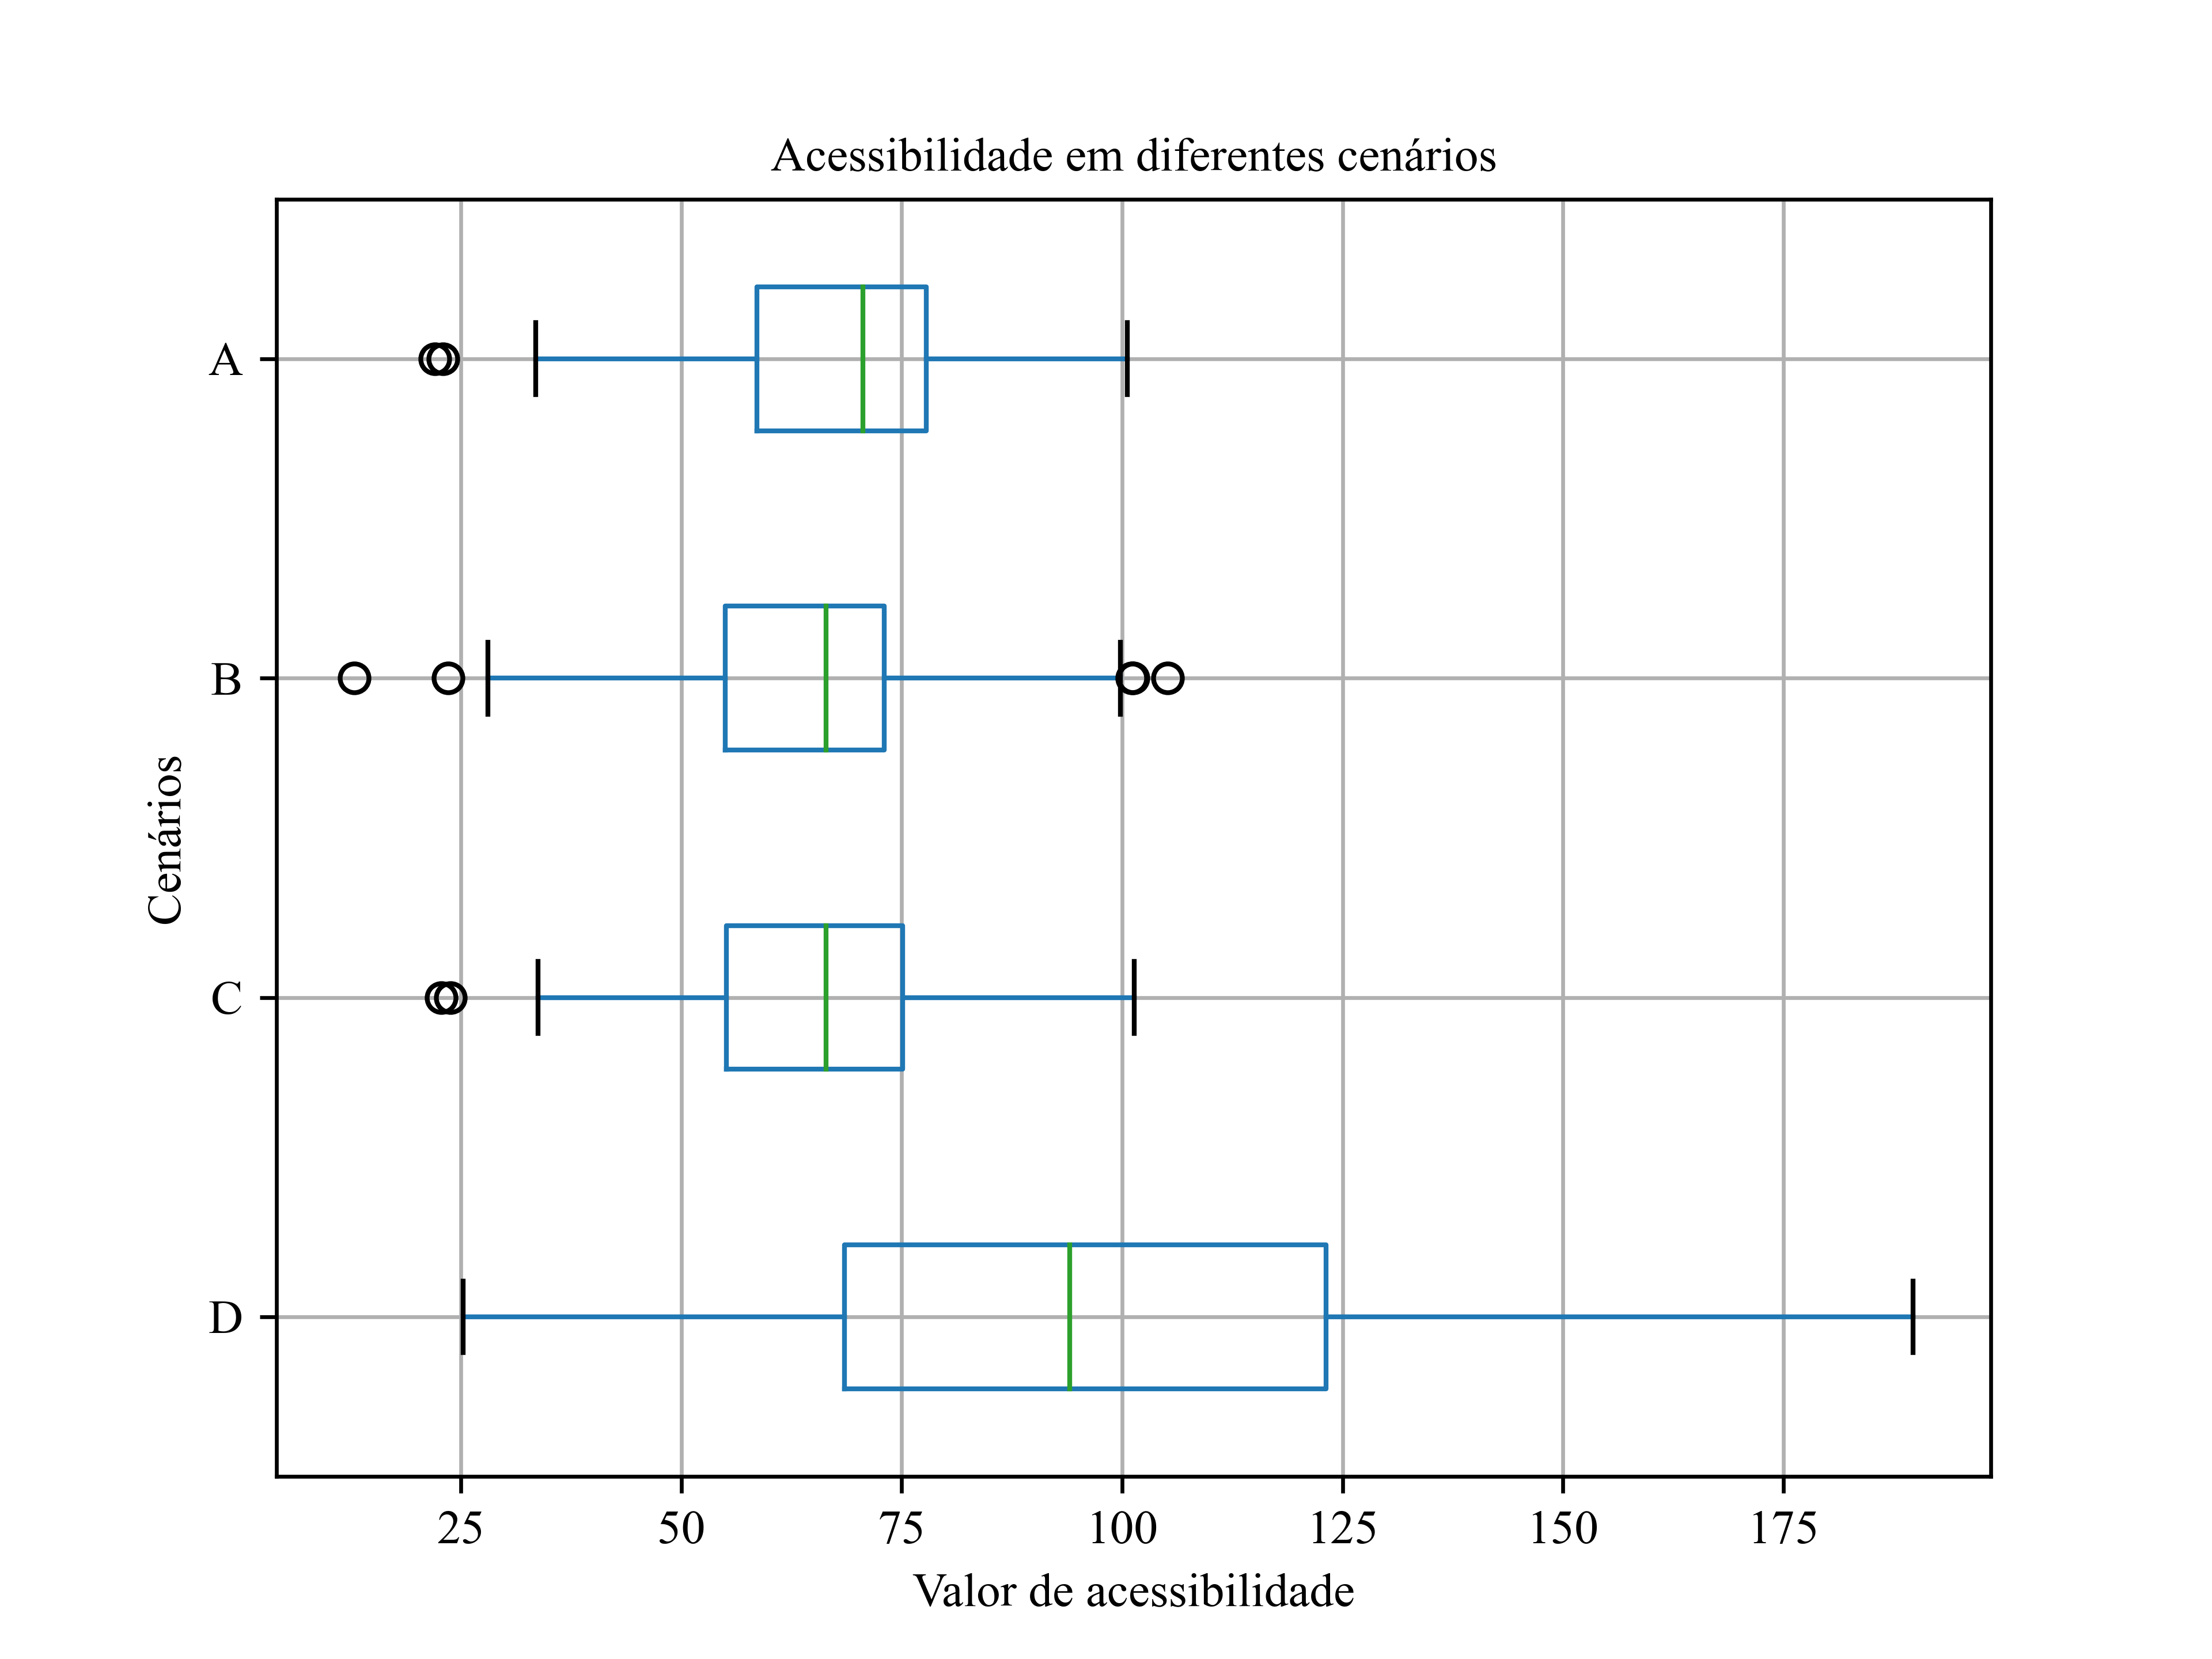 Acessibilidade em diferentes cenários
A
B
C
D
Cenários
25 50 75 100 125 150 175
Valor de acessibilidade